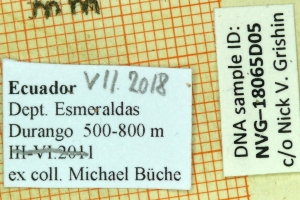 Ecuador VII 2018
Dept. Esmeraldas
Durango 500-800 m
III-VI.2011
ex coll. Michael Büche
DNA sample ID:
NVG-18065D05
c/o Nick V. Grishin